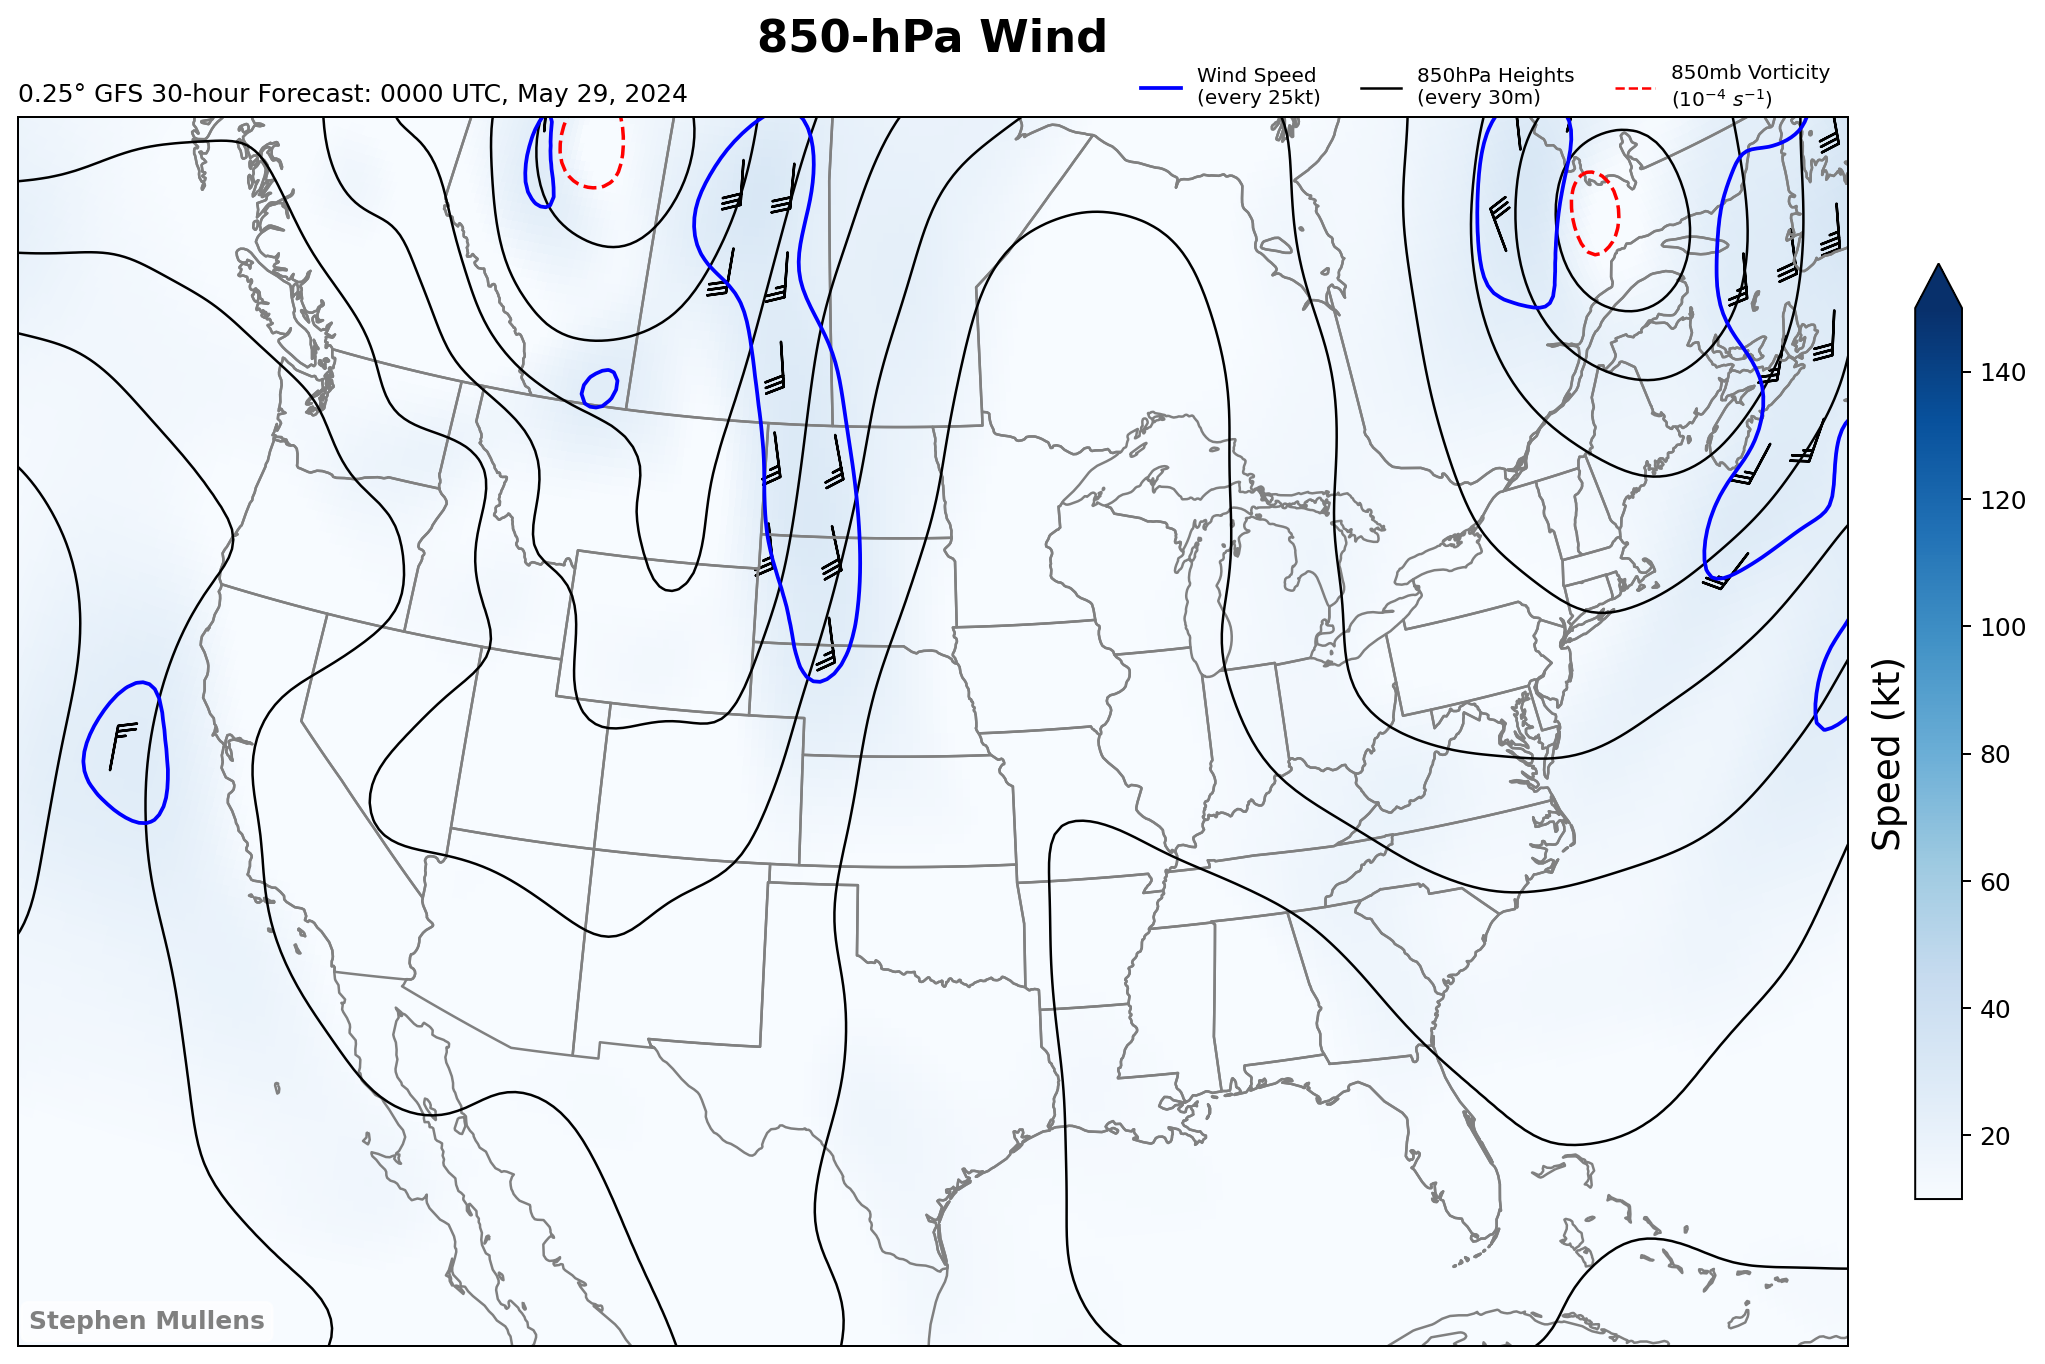 850-hPa Wind
0.25° GFS 30-hour Forecast: 0000 UTC, May 29, 2024
Wind Speed
(every 25kt)
850hPa Heights
(every 30m)
850mb Vorticity
(10⁻⁴ s⁻¹)
140
120
100
80
60
40
20
Speed (kt)
Stephen Mullens